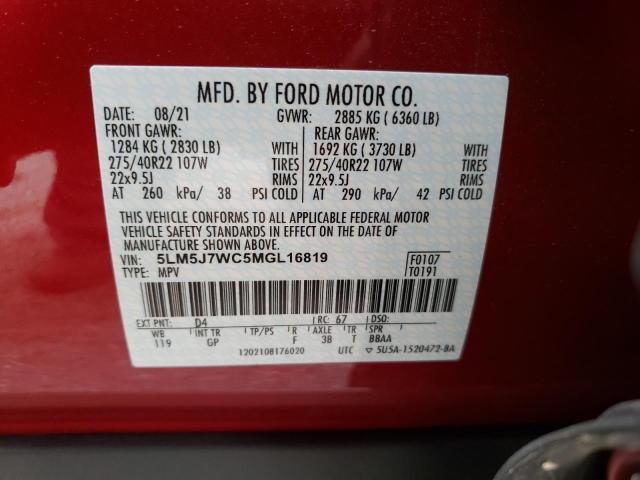 MFD. BY FORD MOTOR CO.
DATE: 08/21 GVWR: 2885 KG ( 6360 LB)
FRONT GAWR: REAR GAWR:
1284 KG ( 2830 LB) WITH 1692 KG ( 3730 LB) WITH
275/40R22 107W TIRES 275/40R22 107W TIRES
22x9.5J RIMS 22x9.5J RIMS
AT 260 kPa/ 38 PSI COLD AT 290 kPa/ 42 PSI COLD
THIS VEHICLE CONFORMS TO ALL APPLICABLE FEDERAL MOTOR
VEHICLE SAFETY STANDARDS IN EFFECT ON THE DATE OF
MANUFACTURE SHOWN ABOVE.
VIN: 5LM5J7WC5MGL16819 F0107
TYPE: MPV T0191
EXT PNT: D4 RC: 67 DSO:
WB INT TR TP/PS R AXLE TR SPR
119 GP F 3B T BBAA
1202108176020 UTC 5U5A-1520472-BA